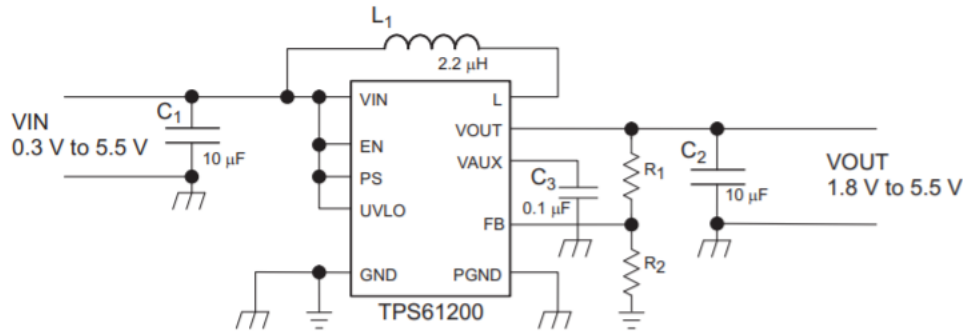 L1
2.2 μH
VIN
0.3 V to 5.5 V
C1
10 μF
VIN
EN
PS
UVLO
GND
L
VOUT
VAUX
FB
PGND
TPS61200
C3
0.1 μF
R1
R2
C2
10 μF
VOUT
1.8 V to 5.5 V